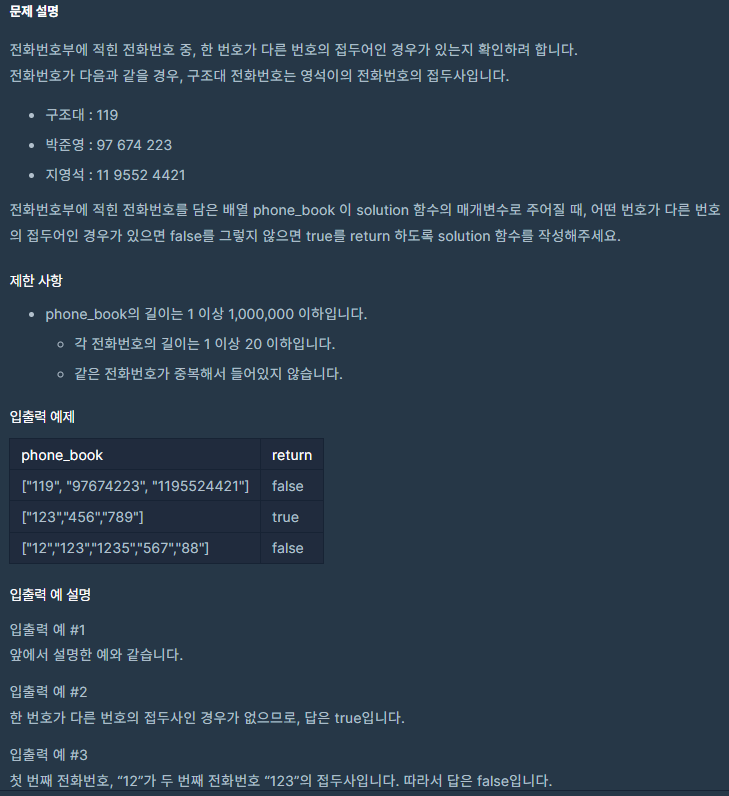 문제 설명
전화번호부에 적힌 전화번호 중, 한 번호가 다른 번호의 접두어인 경우가 있는지 확인하려 합니다.
전화번호가 다음과 같을 경우, 구조대 전화번호는 영석이의 전화번호의 접두사입니다.
• 구조대 : 119
• 박준영 : 97 674 223
• 지영석 : 11 9552 4421
전화번호부에 적힌 전화번호를 담은 배열 phone_book 이 solution 함수의 매개변수로 주어질 때, 어떤 번호가 다른 번호
의 접두어인 경우가 있으면 false를 그렇지 않으면 true를 return 하도록 solution 함수를 작성해주세요.
제한 사항
• phone_book의 길이는 1 이상 1,000,000 이하입니다.
◦ 각 전화번호의 길이는 1 이상 20 이하입니다.
◦ 같은 전화번호가 중복해서 들어있지 않습니다.
입출력 예제
phone_book return
["119", "97674223", "1195524421"] false
["123","456","789"] true
["12","123","1235","567","88"] false
입출력 예 설명
입출력 예 #1
앞에서 설명한 예와 같습니다.
입출력 예 #2
한 번호가 다른 번호의 접두사인 경우가 없으므로, 답은 true입니다.
입출력 예 #3
첫 번째 전화번호, “12”가 두 번째 전화번호 “123”의 접두사입니다. 따라서 답은 false입니다.